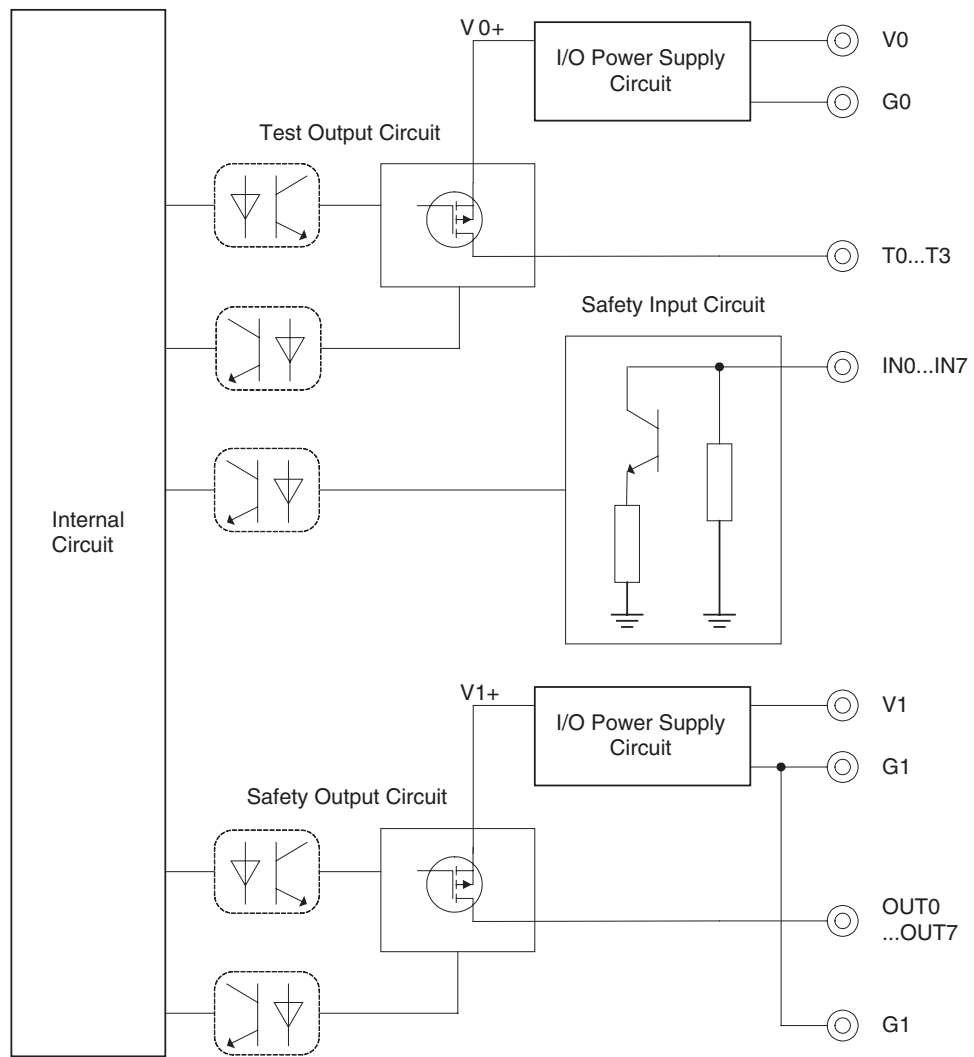 V0+
I/O Power Supply
Circuit
V0
G0
Test Output Circuit
T0...T3
Safety Input Circuit
IN0...IN7
Internal
Circuit
V1+
I/O Power Supply
Circuit
V1
G1
Safety Output Circuit
OUT0
...OUT7
G1